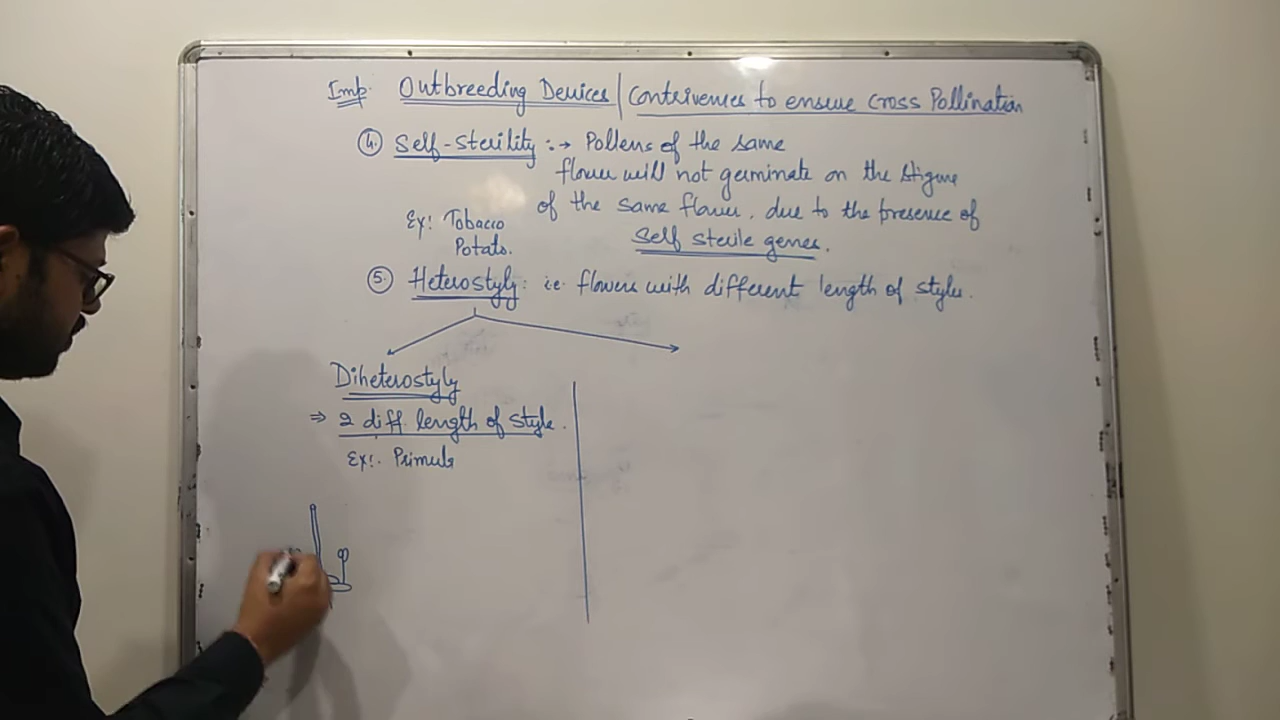 Imp: Outbreeding Devices | Contrivences to ensure Cross Pollination
④ Self-Sterility :→ Pollens of the same
flower will not germinate on the Stigma
of the same flower, due to the presence of
Self sterile genes.
Ex: Tobacco
Potato.
⑤ Heterostyly: i.e. flowers with different length of style.
Diheterostyly
⇒ 2 diff. length of style.
Ex:. Primula